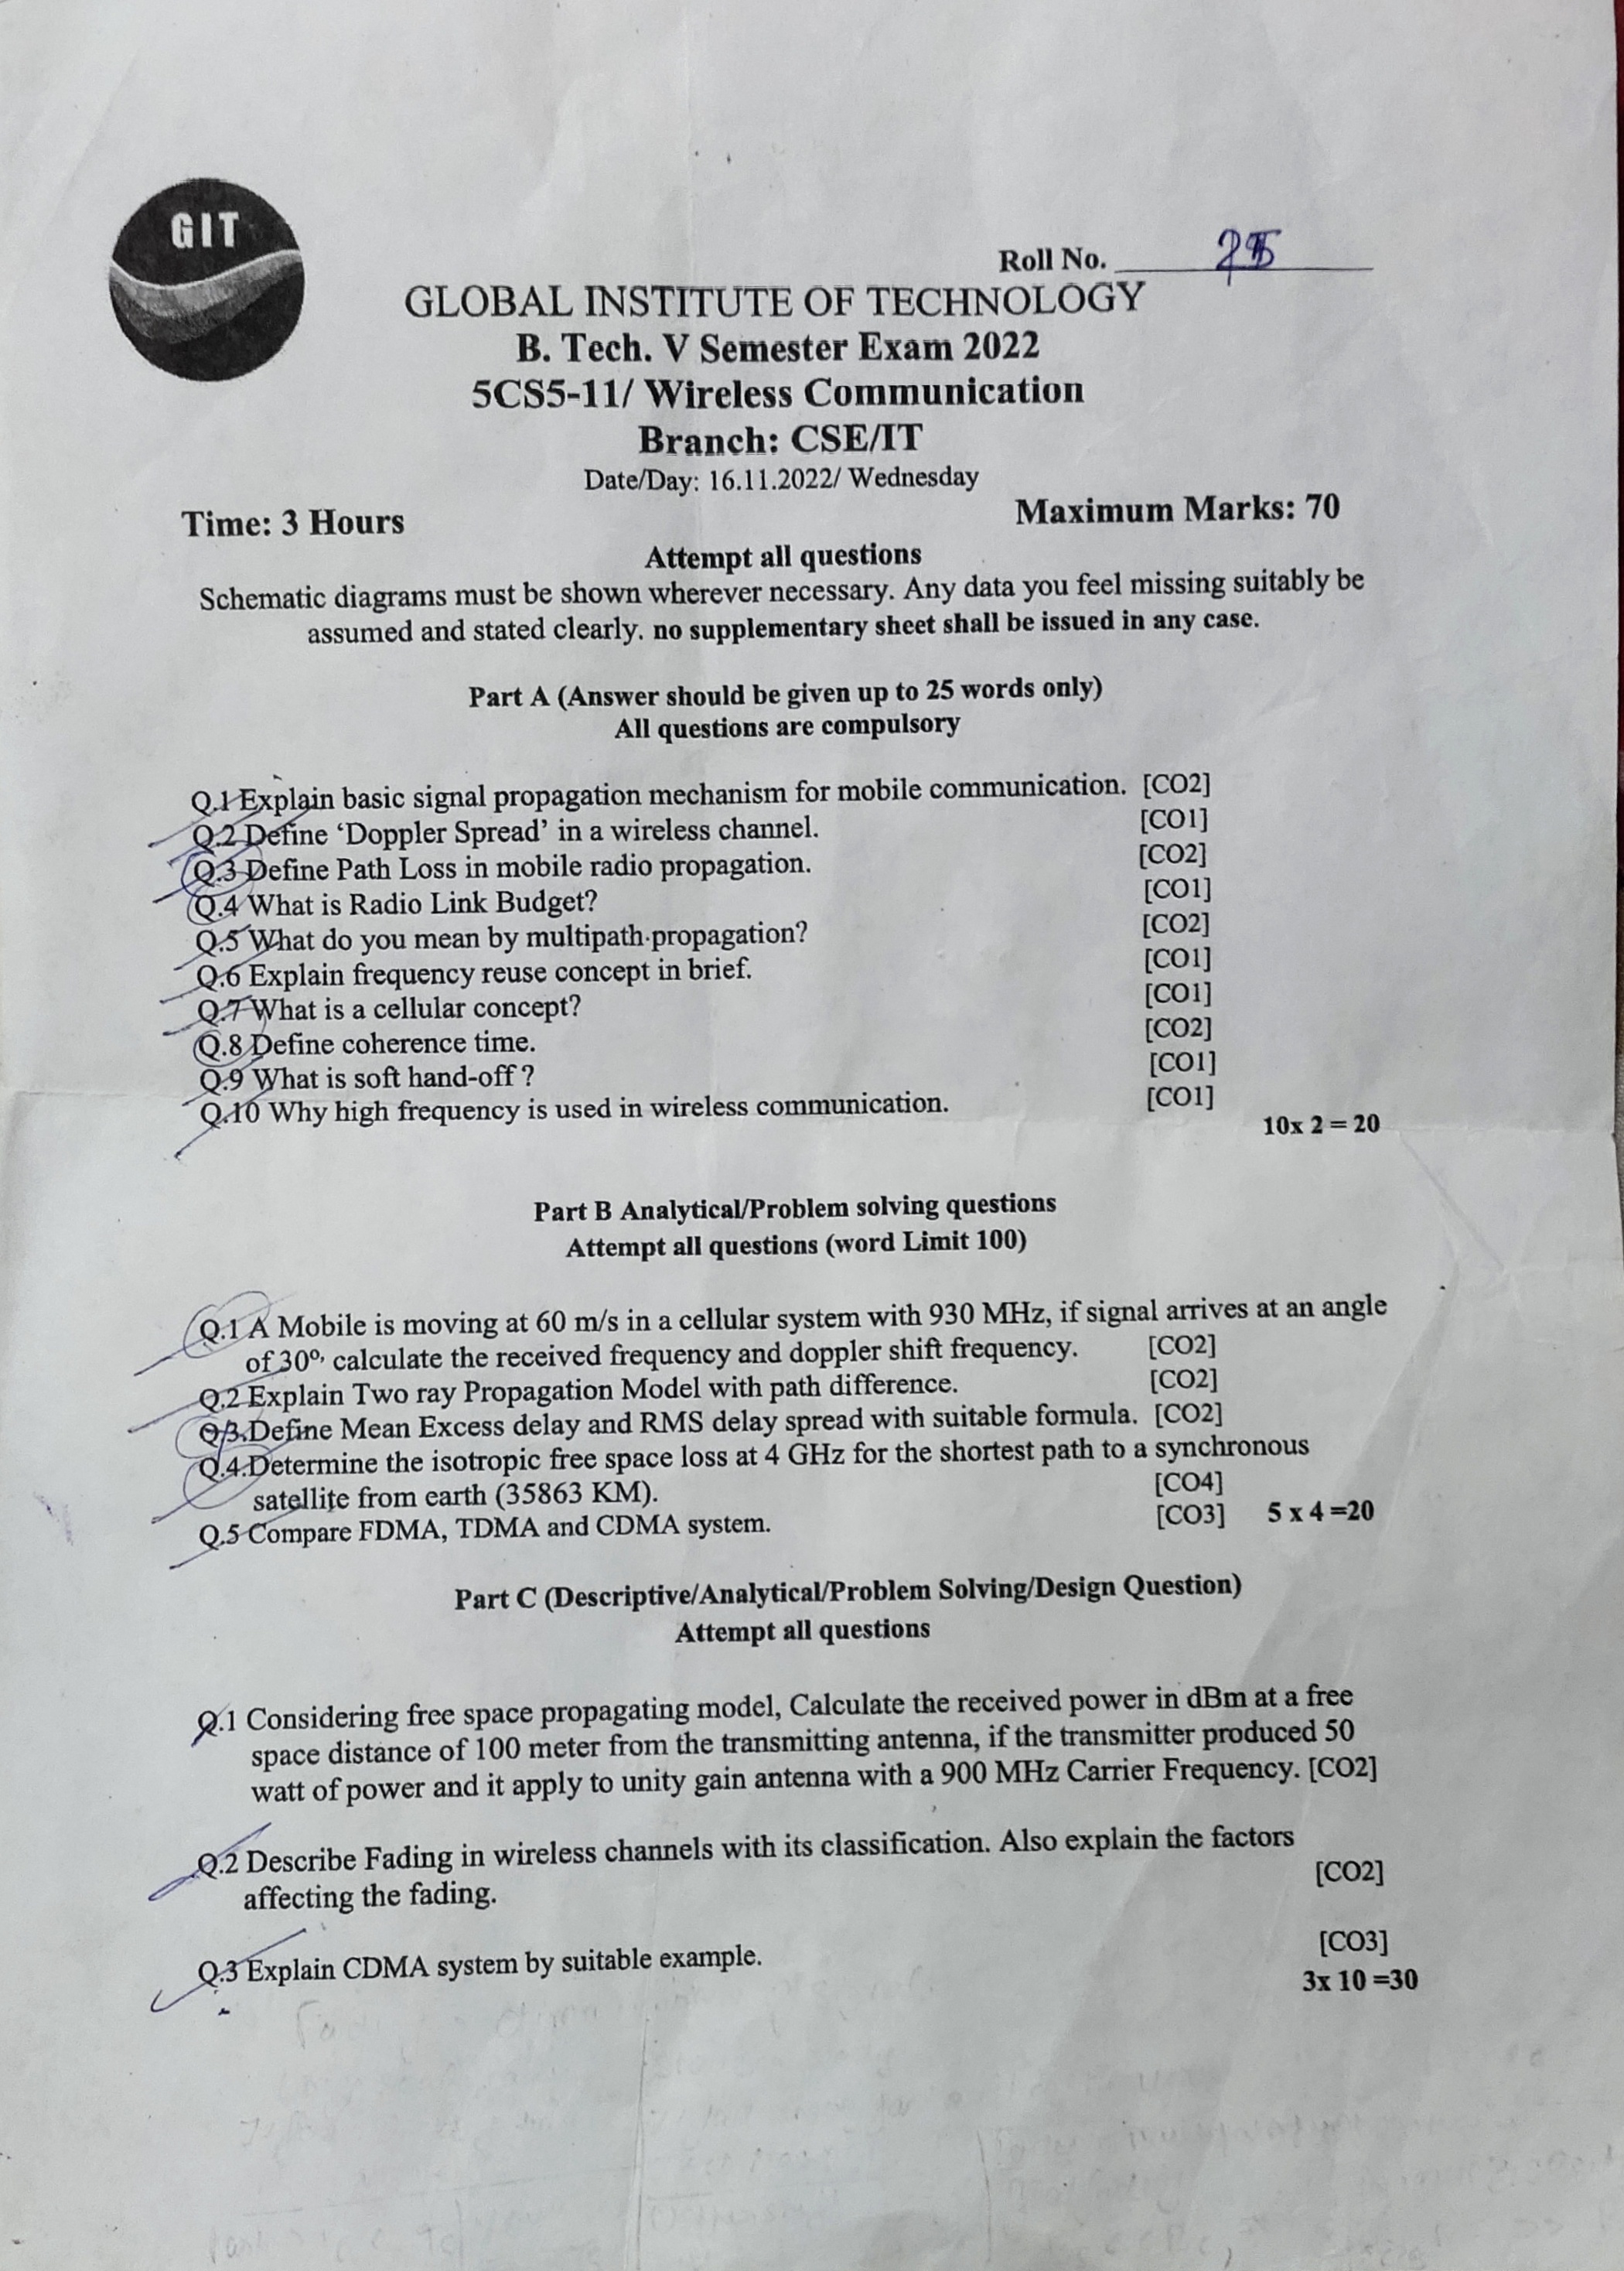 GIT
Roll No.
GLOBAL INSTITUTE OF TECHNOLOGY
B. Tech. V Semester Exam 2022
5CS5-11/ Wireless Communication
Branch: CSE/IT
Date/Day: 16.11.2022/ Wednesday
Time: 3 Hours Maximum Marks: 70
Attempt all questions
Schematic diagrams must be shown wherever necessary. Any data you feel missing suitably be
assumed and stated clearly. no supplementary sheet shall be issued in any case.
Part A (Answer should be given up to 25 words only)
All questions are compulsory
Q.1 Explain basic signal propagation mechanism for mobile communication. [CO2]
Q.2 Define ‘Doppler Spread’ in a wireless channel. [CO1]
Q.3 Define Path Loss in mobile radio propagation. [CO2]
Q.4 What is Radio Link Budget? [CO1]
Q.5 What do you mean by multipath propagation? [CO2]
Q.6 Explain frequency reuse concept in brief. [CO1]
Q.7 What is a cellular concept? [CO1]
Q.8 Define coherence time. [CO2]
Q.9 What is soft hand-off ? [CO1]
Q.10 Why high frequency is used in wireless communication. [CO1]
10x 2 = 20
Part B Analytical/Problem solving questions
Attempt all questions (word Limit 100)
Q.1 A Mobile is moving at 60 m/s in a cellular system with 930 MHz, if signal arrives at an angle
of 30º, calculate the received frequency and doppler shift frequency. [CO2]
Q.2 Explain Two ray Propagation Model with path difference. [CO2]
Q.3.Define Mean Excess delay and RMS delay spread with suitable formula. [CO2]
Q.4.Determine the isotropic free space loss at 4 GHz for the shortest path to a synchronous
satellite from earth (35863 KM). [CO4]
Q.5 Compare FDMA, TDMA and CDMA system. [CO3] 5 x 4 =20
Part C (Descriptive/Analytical/Problem Solving/Design Question)
Attempt all questions
Q.1 Considering free space propagating model, Calculate the received power in dBm at a free
space distance of 100 meter from the transmitting antenna, if the transmitter produced 50
watt of power and it apply to unity gain antenna with a 900 MHz Carrier Frequency. [CO2]
Q.2 Describe Fading in wireless channels with its classification. Also explain the factors
affecting the fading. [CO2]
Q.3 Explain CDMA system by suitable example. [CO3]
3x 10 =30